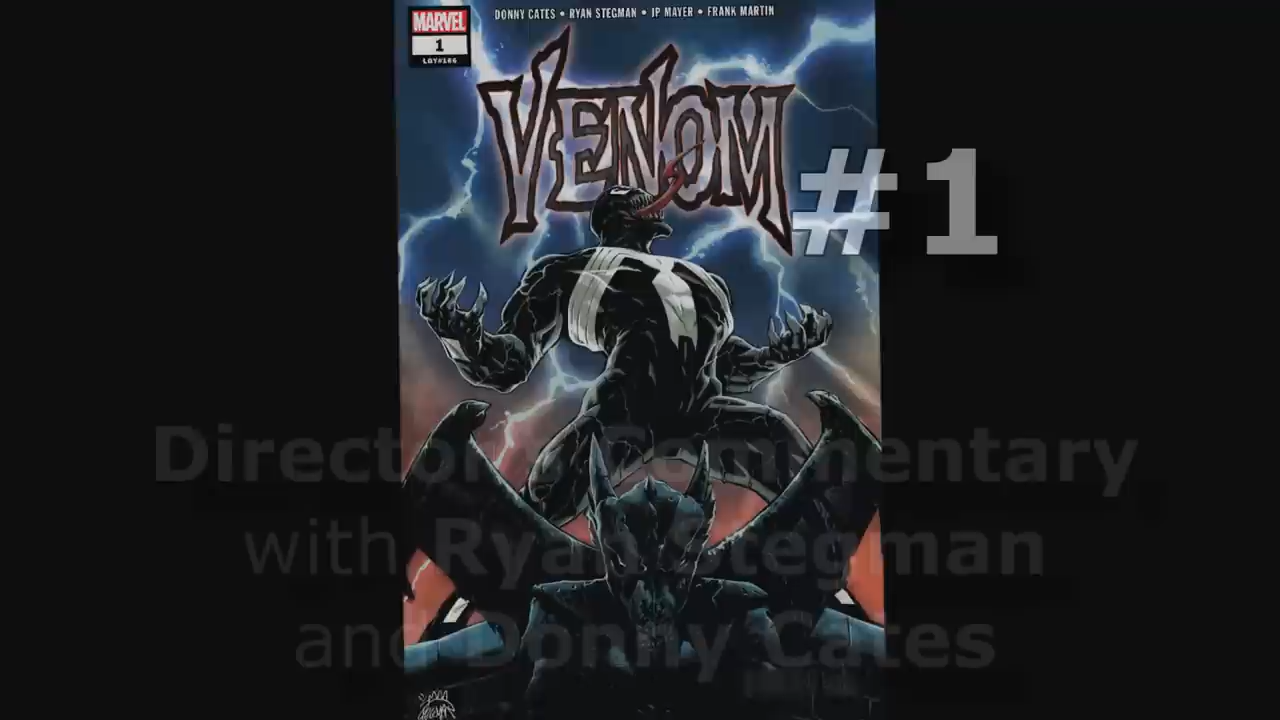 DONNY CATES • RYAN STEGMAN • JP MAYER • FRANK MARTIN
MARVEL
1
LGY#166
VENOM
#1
Director's Commentary
with Ryan Stegman
and Donny Cates